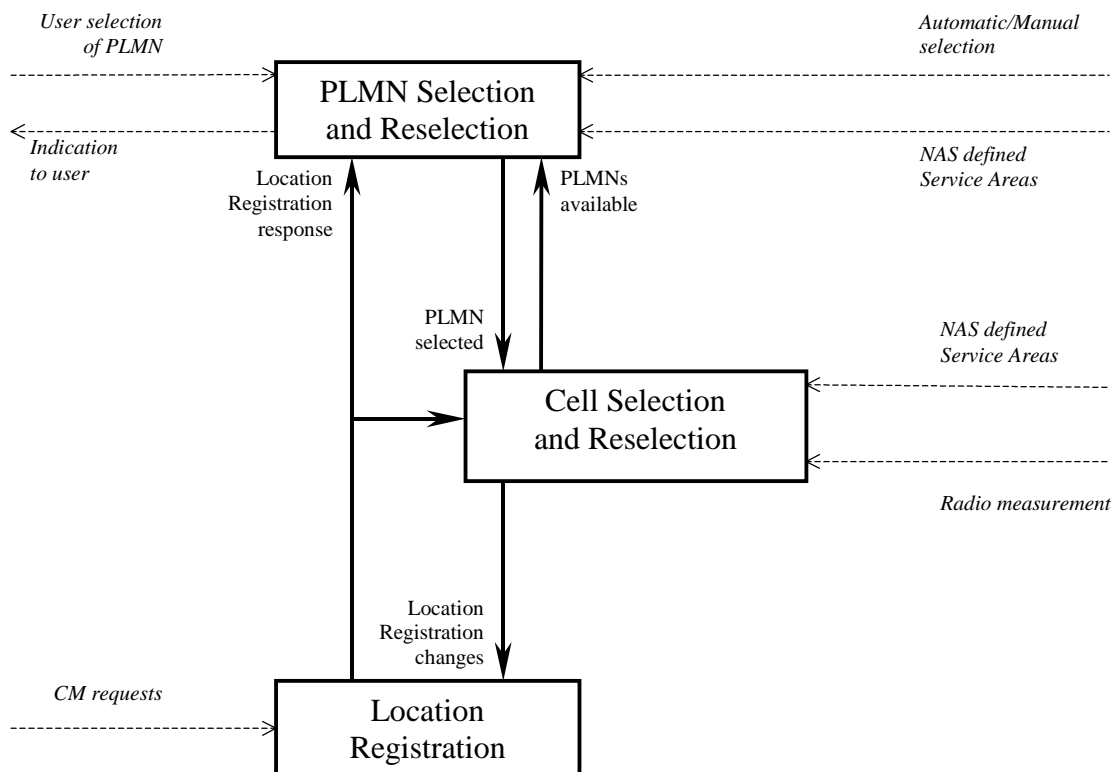 User selection
of PLMN
Automatic/Manual
selection
PLMN Selection
and Reselection
Indication
to user
NAS defined
Service Areas
Location
Registration
response
PLMNs
available
PLMN
selected
NAS defined
Service Areas
Cell Selection
and Reselection
Radio measurement
Location
Registration
changes
CM requests
Location
Registration